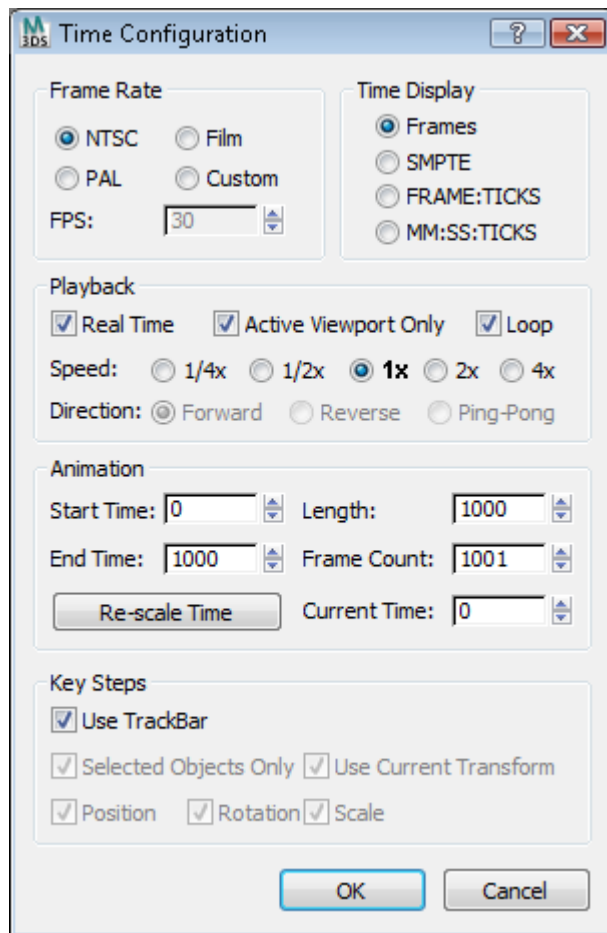 M
3DS
Time Configuration
Frame Rate
NTSC Film
PAL Custom
FPS: 30
Time Display
Frames
SMPTE
FRAME:TICKS
MM:SS:TICKS
Playback
Real Time Active Viewport Only Loop
Speed: 1/4x 1/2x 1x 2x 4x
Direction: Forward Reverse Ping-Pong
Animation
Start Time: 0 Length: 1000
End Time: 1000 Frame Count: 1001
Re-scale Time Current Time: 0
Key Steps
Use TrackBar
Selected Objects Only Use Current Transform
Position Rotation Scale
OK Cancel